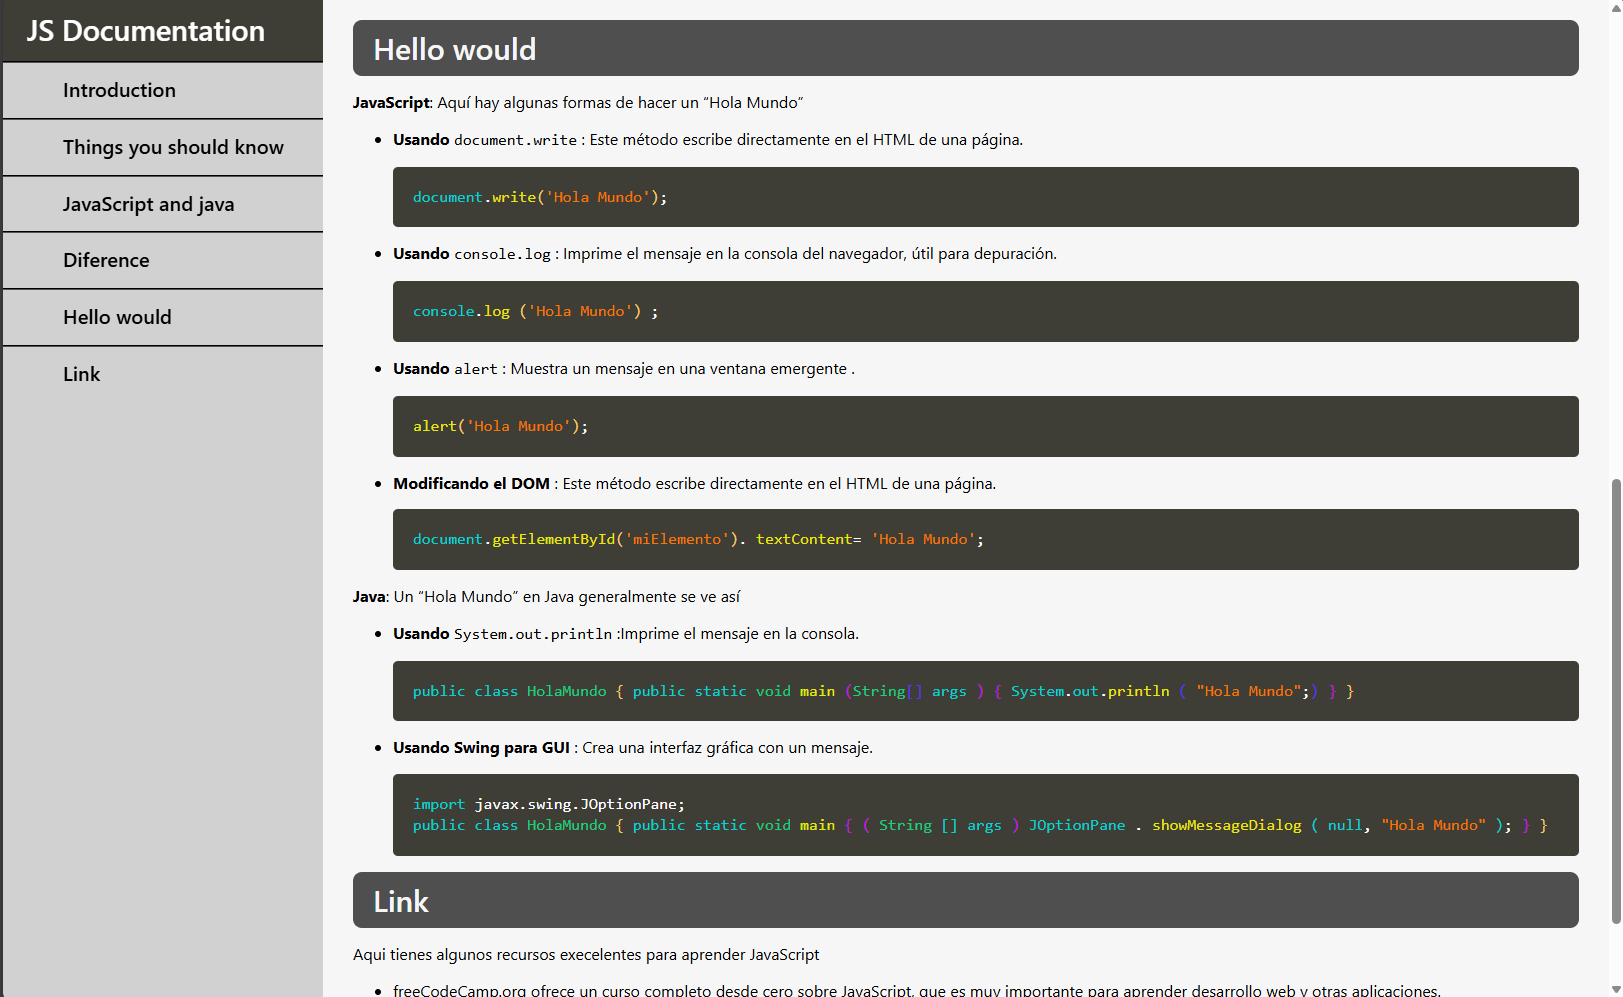 JS Documentation
Introduction
Things you should know
JavaScript and java
Diference
Hello would
Link
Hello would
JavaScript: Aquí hay algunas formas de hacer un “Hola Mundo”
Usando document.write : Este método escribe directamente en el HTML de una página.
document.write('Hola Mundo');
Usando console.log : Imprime el mensaje en la consola del navegador, útil para depuración.
console.log ('Hola Mundo') ;
Usando alert : Muestra un mensaje en una ventana emergente .
alert('Hola Mundo');
Modificando el DOM : Este método escribe directamente en el HTML de una página.
document.getElementById('miElemento'). textContent= 'Hola Mundo';
Java: Un “Hola Mundo” en Java generalmente se ve así
Usando System.out.println :Imprime el mensaje en la consola.
public class HolaMundo { public static void main (String[] args ) { System.out.println ( "Hola Mundo";) } }
Usando Swing para GUI : Crea una interfaz gráfica con un mensaje.
import javax.swing.JOptionPane;
public class HolaMundo { public static void main { ( String [] args ) JOptionPane . showMessageDialog ( null, "Hola Mundo" ); } }
Link
Aqui tienes algunos recursos execelentes para aprender JavaScript
freeCodeCamp.org ofrece un curso completo desde cero sobre JavaScript, que es muy importante para aprender desarrollo web y otras aplicaciones.